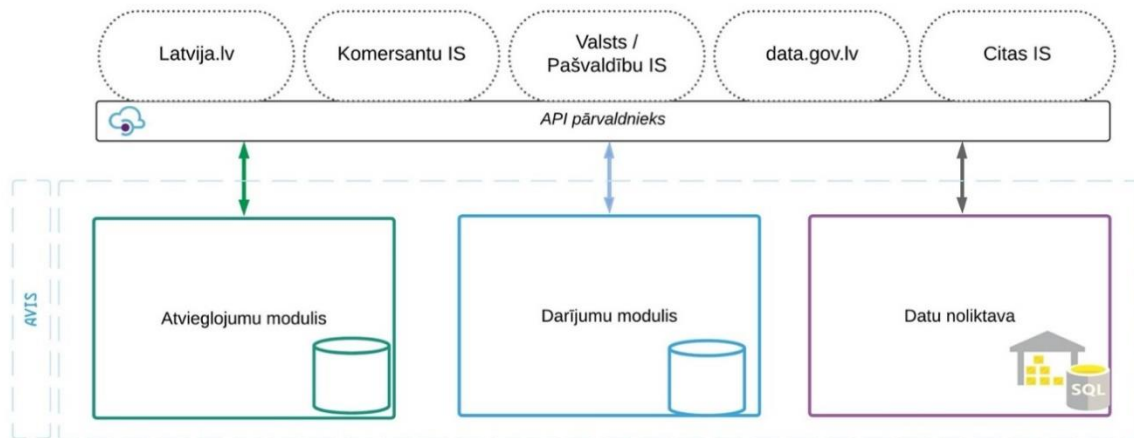 Latvija.lv
Komersantu IS
Valsts /
Pašvaldību IS
data.gov.lv
Citas IS
API pārvaldnieks
AVIS
Atvieglojumu modulis
Darījumu modulis
Datu noliktava
SQL